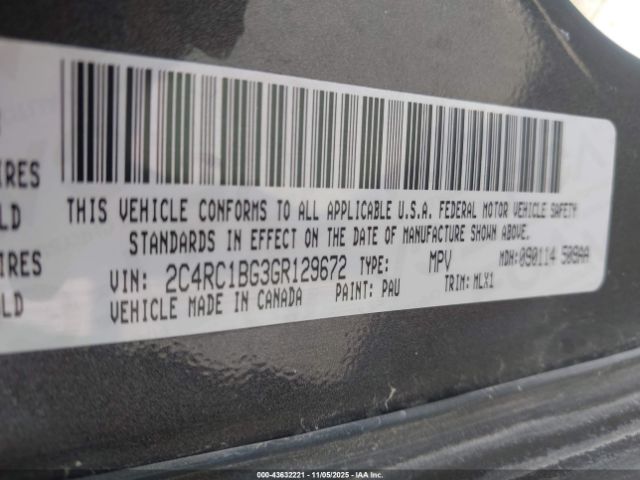 IRES
THIS VEHICLE CONFORMS TO ALL APPLICABLE U.S.A. FEDERAL MOTOR VEHICLE SAFETY
LD
STANDARDS IN EFFECT ON THE DATE OF MANUFACTURE SHOWN ABOVE.
IRES
VIN: 2C4RC1BG3GR129672 TYPE: MPV MDH: 090114 509AA
LD
VEHICLE MADE IN CANADA PAINT: PAU TRIM: MLX1
000-43632221 - 11/05/2025 - IAA Inc.